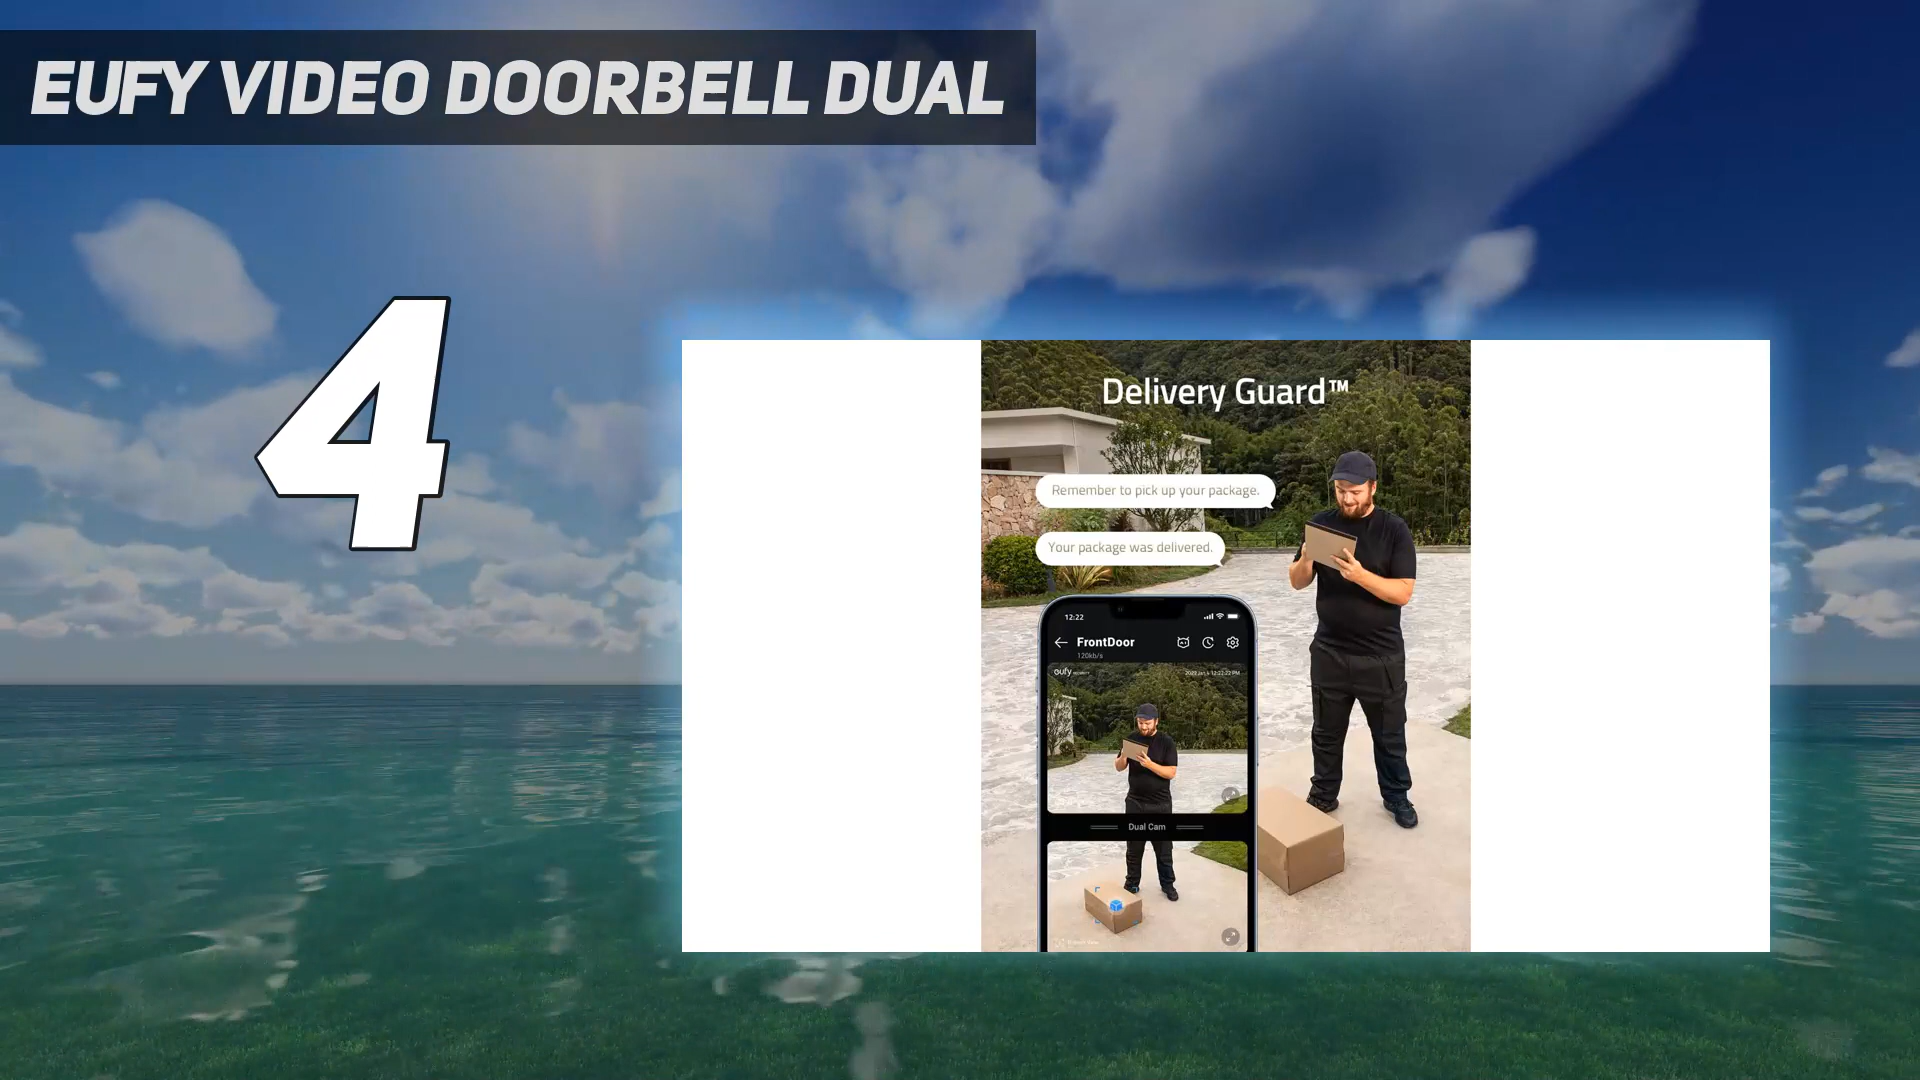 EUFY VIDEO DOORBELL DUAL
4
Delivery Guard™
Remember to pick up your package.
Your package was delivered.
12:22
FrontDoor
120kb/s
eufy
Dual Cam